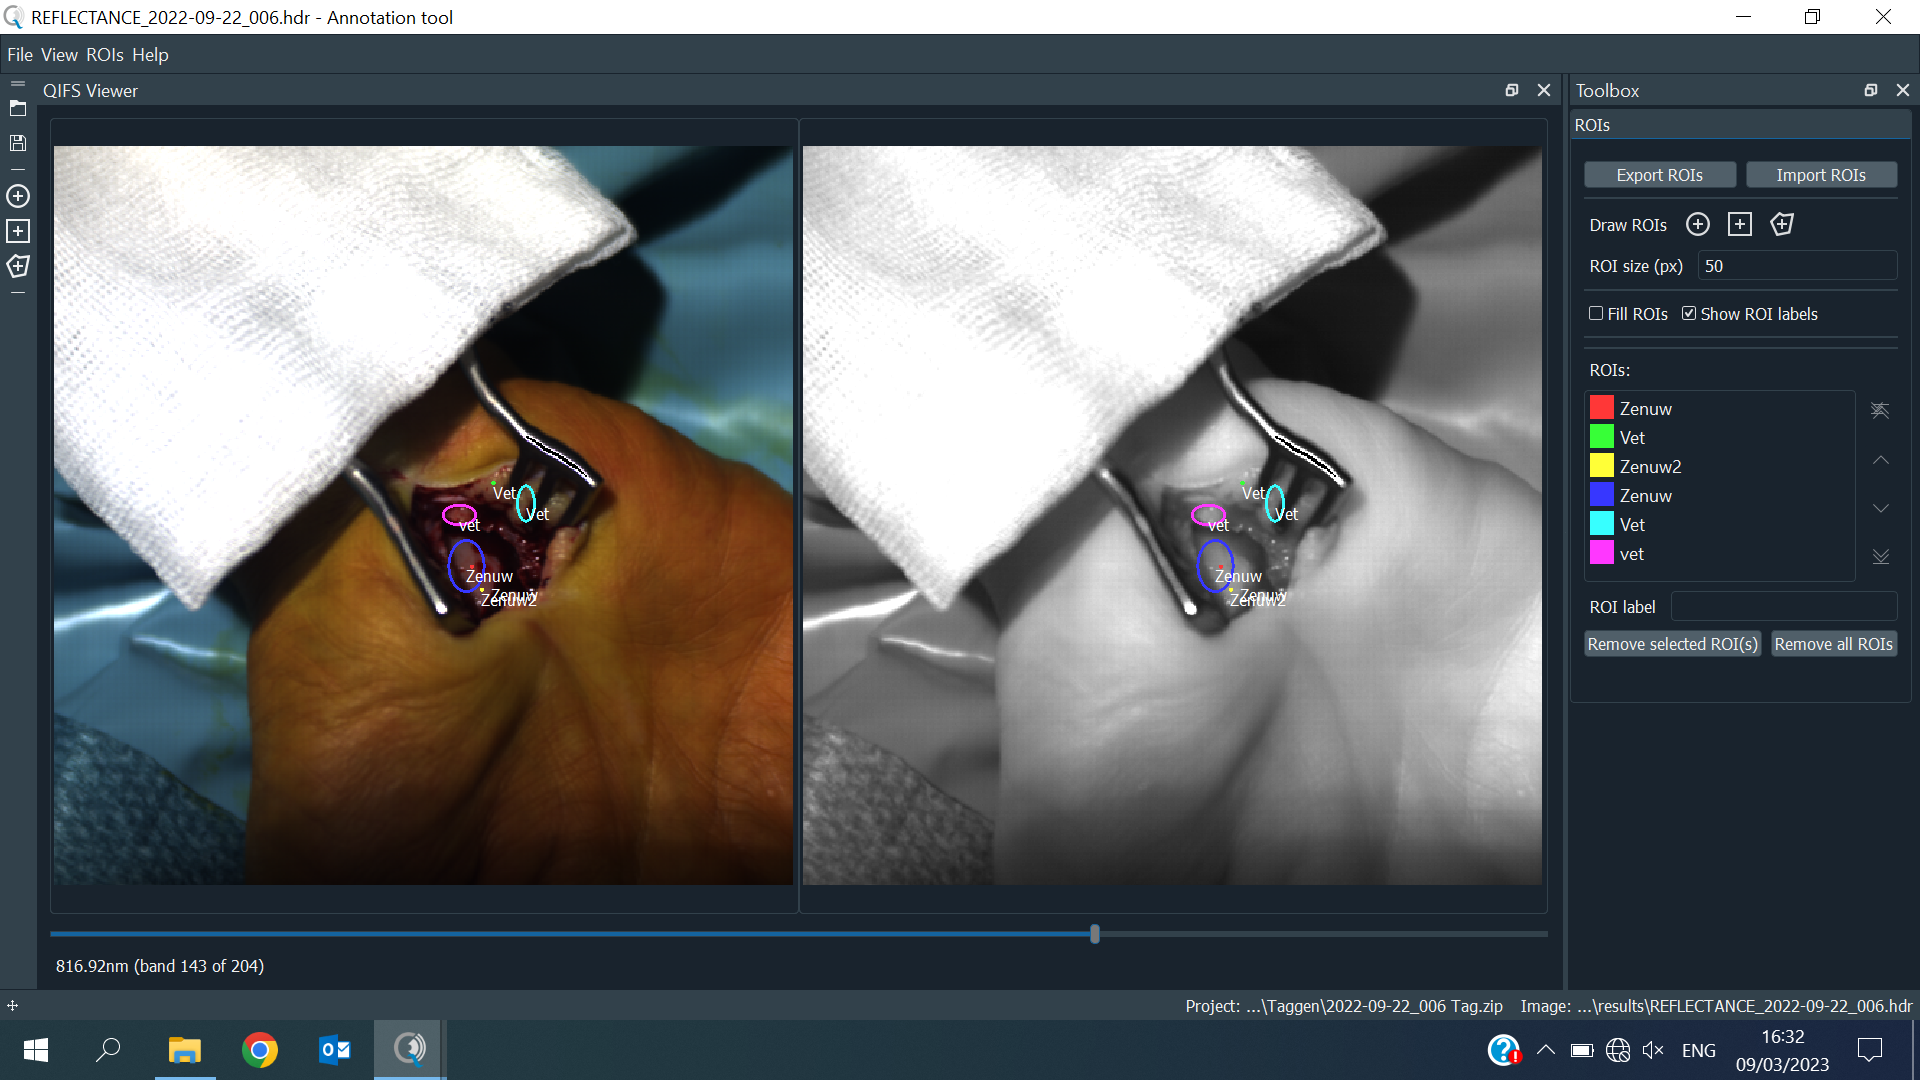 REFLECTANCE_2022-09-22_006.hdr - Annotation tool
File View ROIs Help
QIFS Viewer
Toolbox
ROIs
Export ROIs Import ROIs
Draw ROIs
ROI size (px) 50
Fill ROIs Show ROI labels
ROIs:
Zenuw
Vet
Zenuw2
Zenuw
Vet
vet
ROI label
Remove selected ROI(s) Remove all ROIs
Vet
Vet
vet
Zenuw
Zenuw
Zenuw2
Vet
Vet
vet
Zenuw
Zenuw
Zenuw2
816.92nm (band 143 of 204)
Project: ...\Taggen\2022-09-22_006 Tag.zip Image: ...\results\REFLECTANCE_2022-09-22_006.hdr
ENG
16:32
09/03/2023